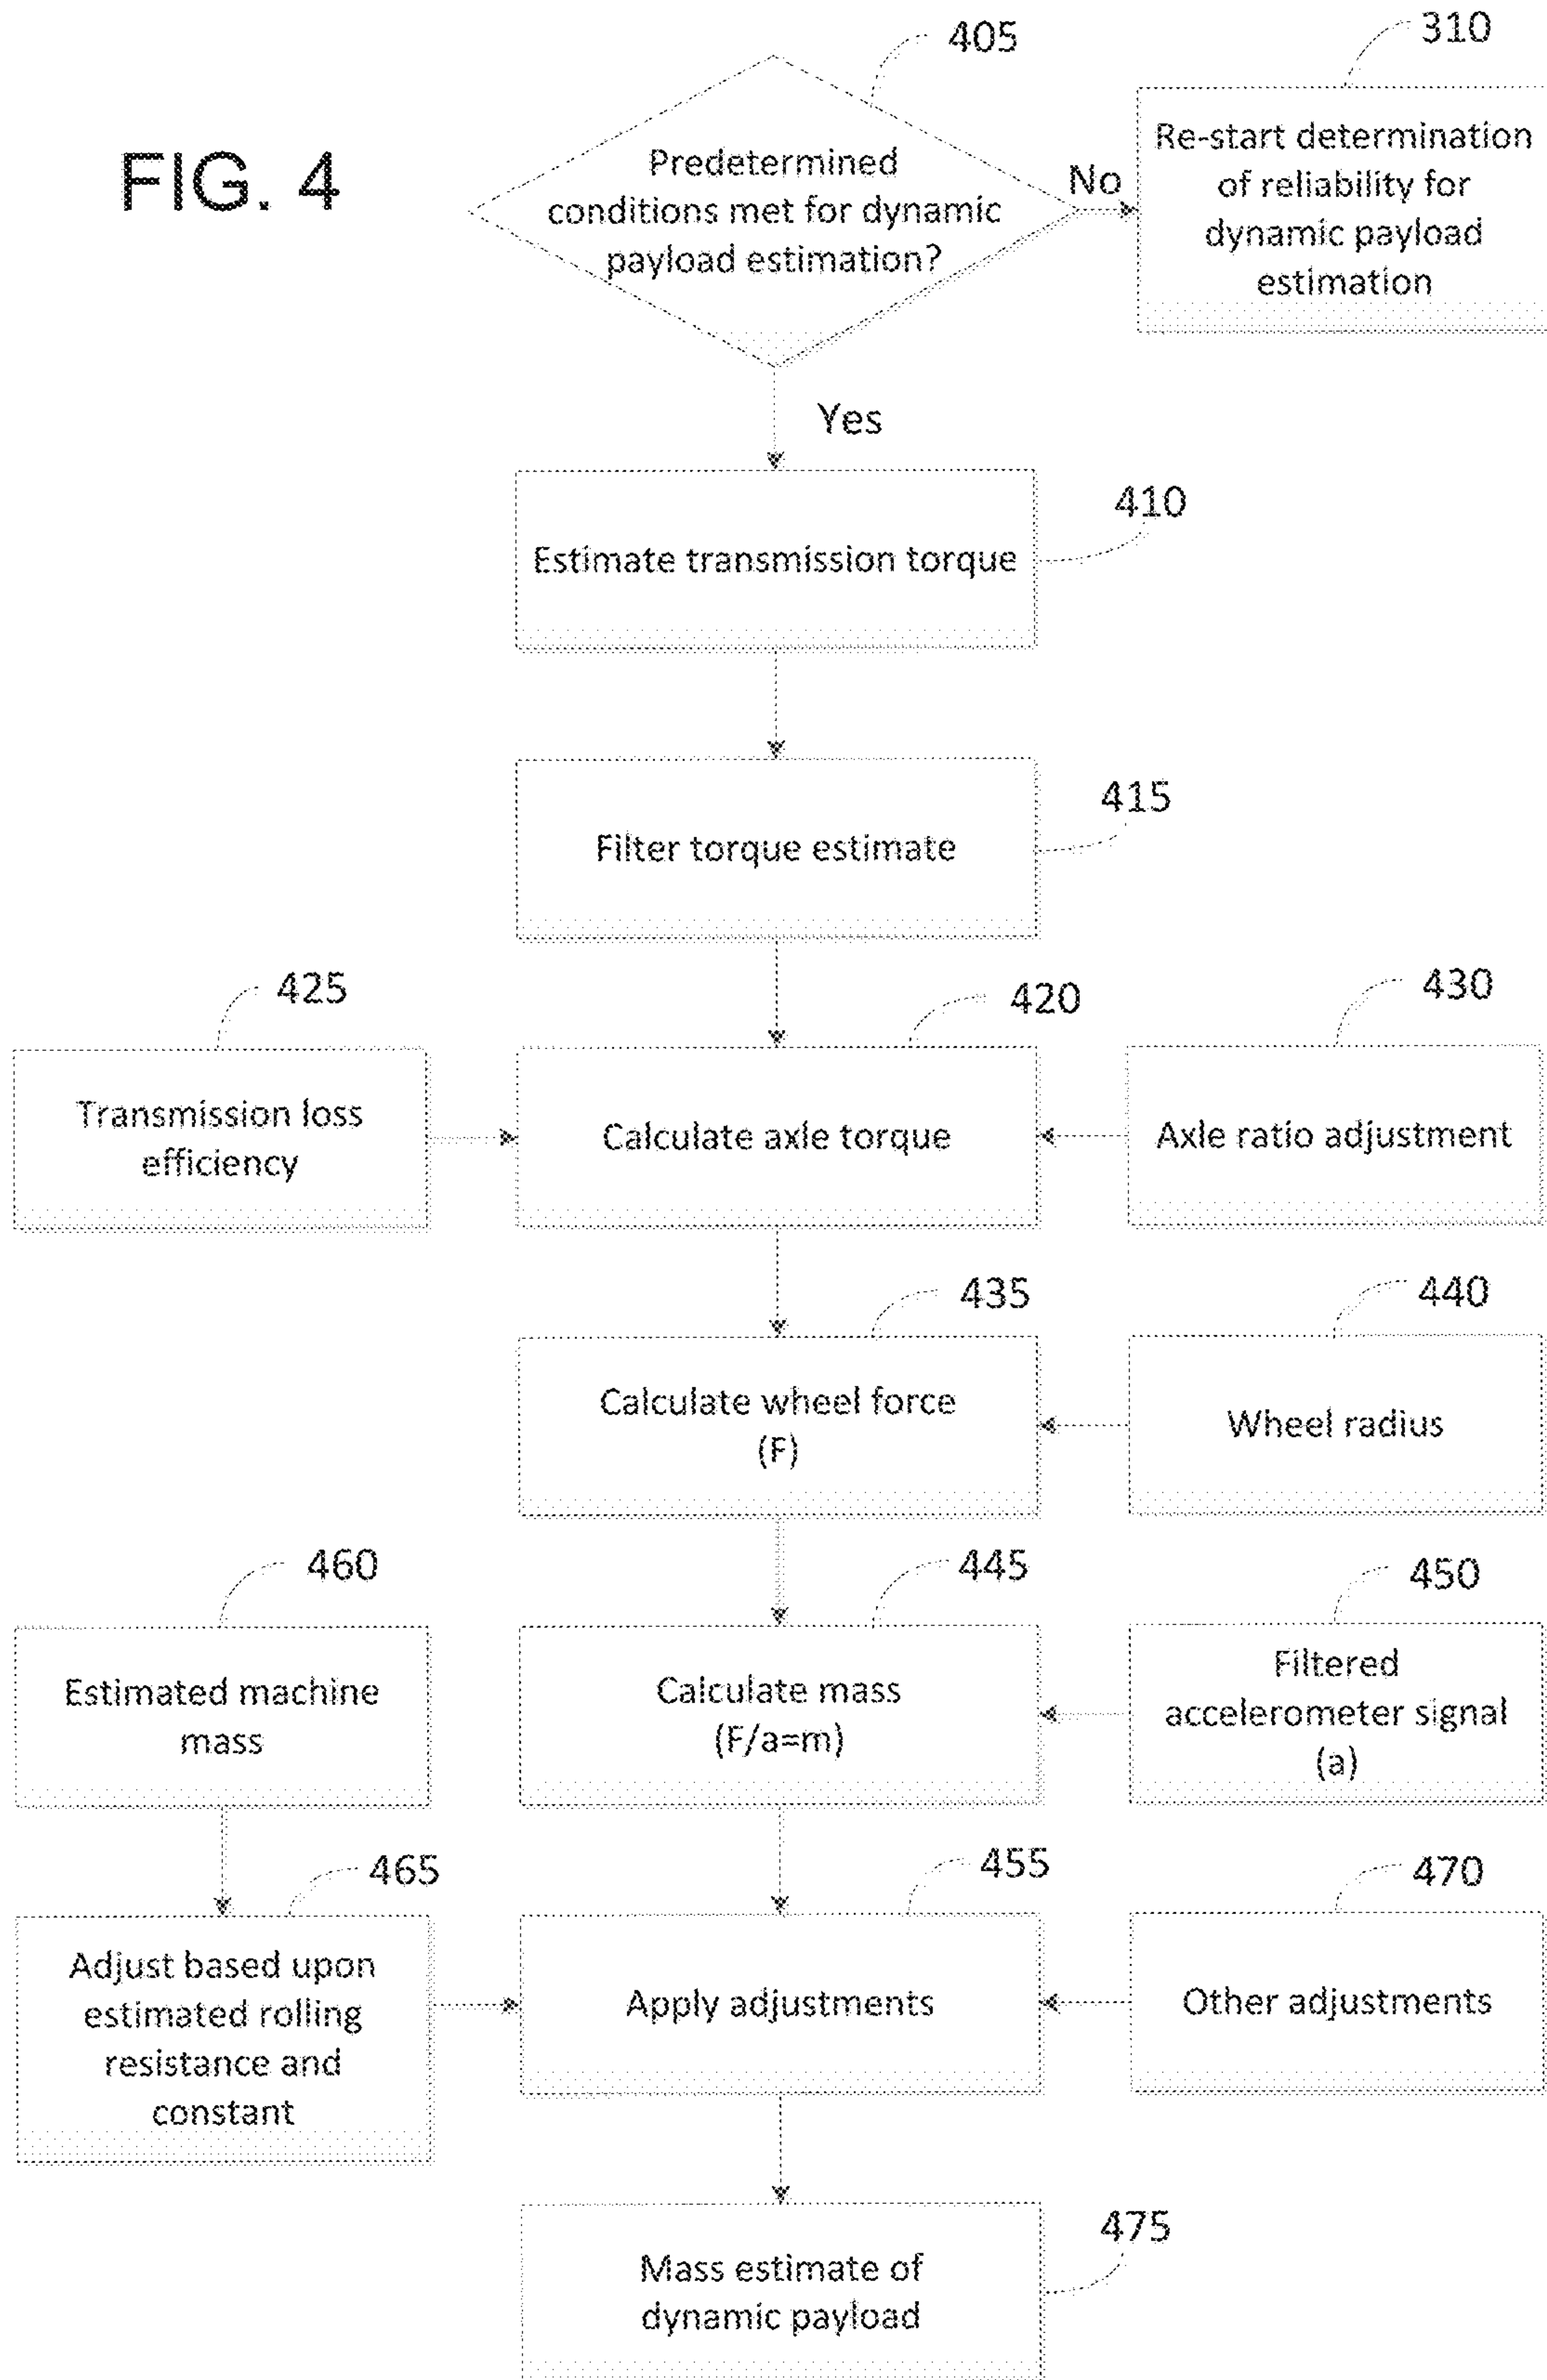 FIG. 4
405
310
Predetermined
conditions met for dynamic
payload estimation?
No
Re-start determination
of reliability for
dynamic payload
estimation
Yes
410
Estimate transmission torque
415
Filter torque estimate
425
420
430
Transmission loss
efficiency
Calculate axle torque
Axle ratio adjustment
435
440
Calculate wheel force
(F)
Wheel radius
460
445
450
Estimated machine
mass
Calculate mass
(F/a=m)
Filtered
accelerometer signal
(a)
465
455
470
Adjust based upon
estimated rolling
resistance and
constant
Apply adjustments
Other adjustments
475
Mass estimate of
dynamic payload